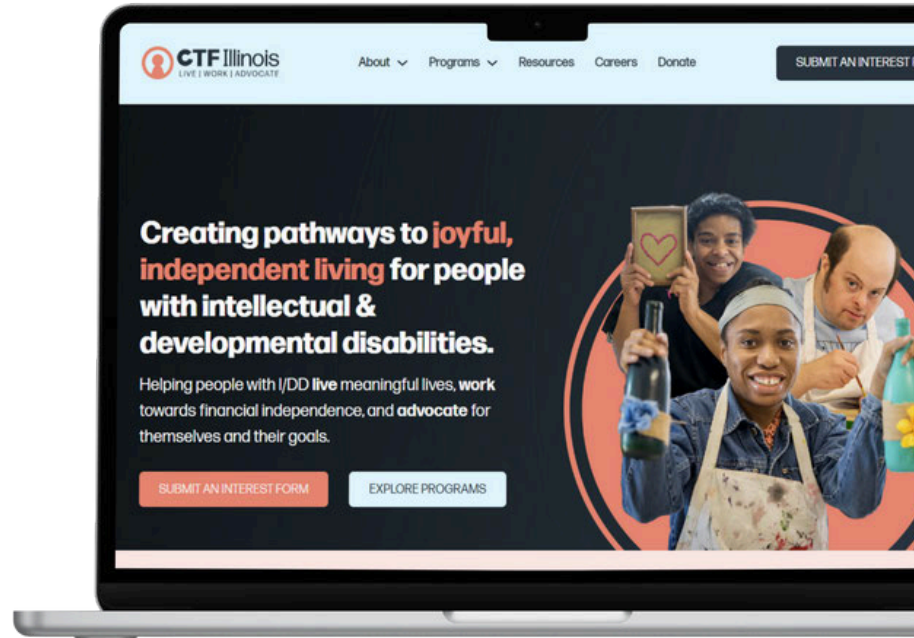 CTF Illinois
LIVE | WORK | ADVOCATE
About
Programs
Resources
Careers
Donate
SUBMIT AN INTEREST
Creating pathways to joyful,
independent living for people
with intellectual &
developmental disabilities.
Helping people with I/DD live meaningful lives, work
towards financial independence, and advocate for
themselves and their goals.
SUBMIT AN INTEREST FORM
EXPLORE PROGRAMS